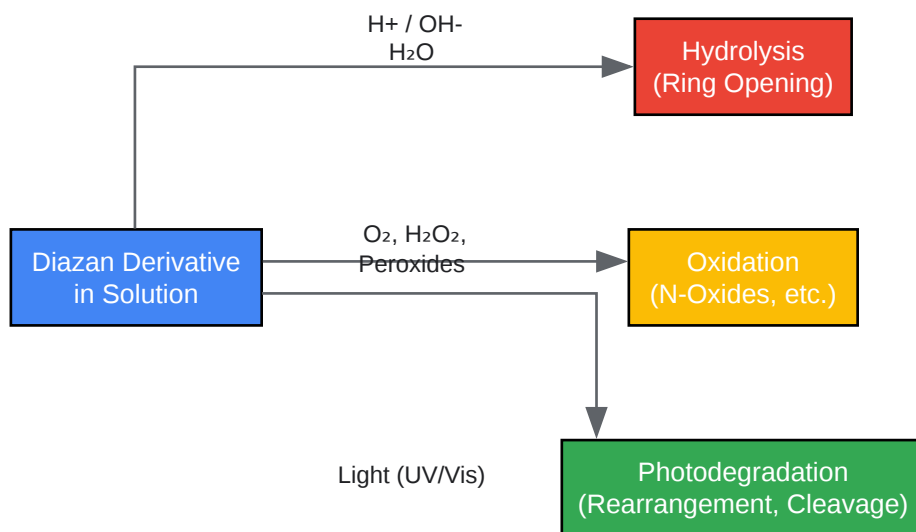 H+ / OH-
H₂O
Hydrolysis
(Ring Opening)
Diazan Derivative
in Solution
O₂, H₂O₂,
Peroxides
Oxidation
(N-Oxides, etc.)
Light (UV/Vis)
Photodegradation
(Rearrangement, Cleavage)